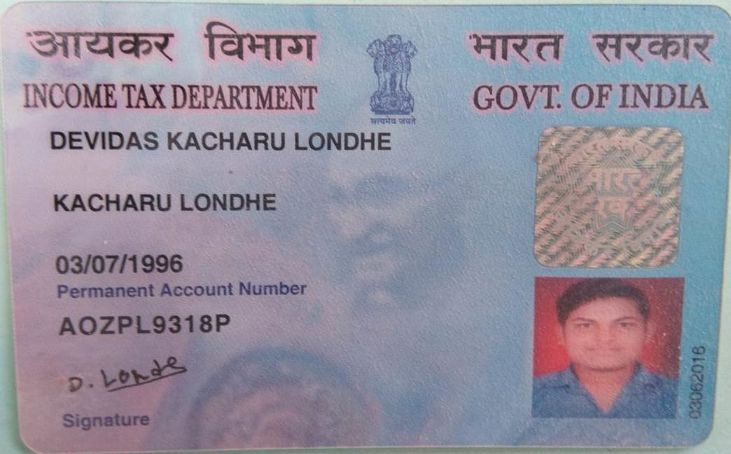 आयकर विभाग भारत सरकार
INCOME TAX DEPARTMENT GOVT. OF INDIA
सत्यमेव जयते
DEVIDAS KACHARU LONDHE
KACHARU LONDHE
03/07/1996
Permanent Account Number
AOZPL9318P
D. Londe
Signature
03062016